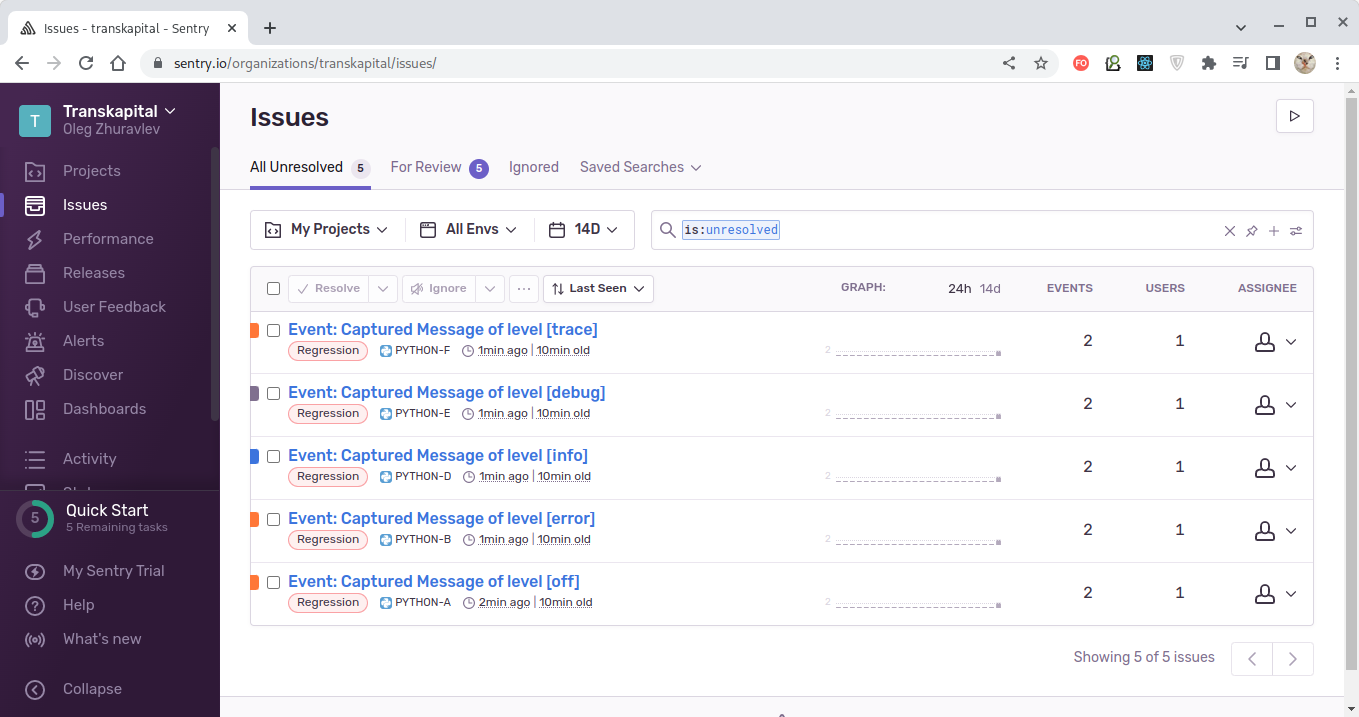 Issues - transkapital - Sentry
sentry.io/organizations/transkapital/issues/
FO
T
Transkapital
Oleg Zhuravlev
Projects
Issues
Performance
Releases
User Feedback
Alerts
Discover
Dashboards
Activity
5
Quick Start
5 Remaining tasks
My Sentry Trial
Help
What's new
Collapse
Issues
All Unresolved 5 For Review 5 Ignored Saved Searches
My Projects All Envs 14D is:unresolved
Resolve Ignore Last Seen GRAPH: 24h 14d EVENTS USERS ASSIGNEE
Event: Captured Message of level [trace]
Regression PYTHON-F 1min ago | 10min old 2 2 1
Event: Captured Message of level [debug]
Regression PYTHON-E 1min ago | 10min old 2 2 1
Event: Captured Message of level [info]
Regression PYTHON-D 1min ago | 10min old 2 2 1
Event: Captured Message of level [error]
Regression PYTHON-B 1min ago | 10min old 2 2 1
Event: Captured Message of level [off]
Regression PYTHON-A 2min ago | 10min old 2 2 1
Showing 5 of 5 issues